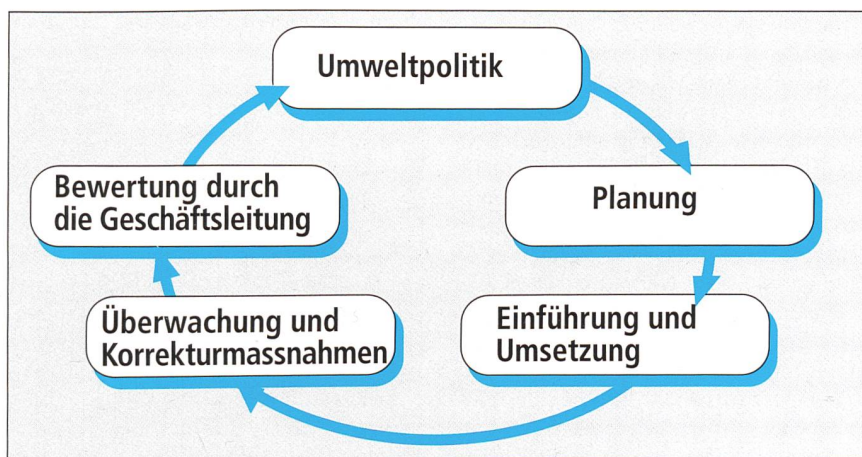 Umweltpolitik
Planung
Einführung und
Umsetzung
Überwachung und
Korrekturmassnahmen
Bewertung durch
die Geschäftsleitung